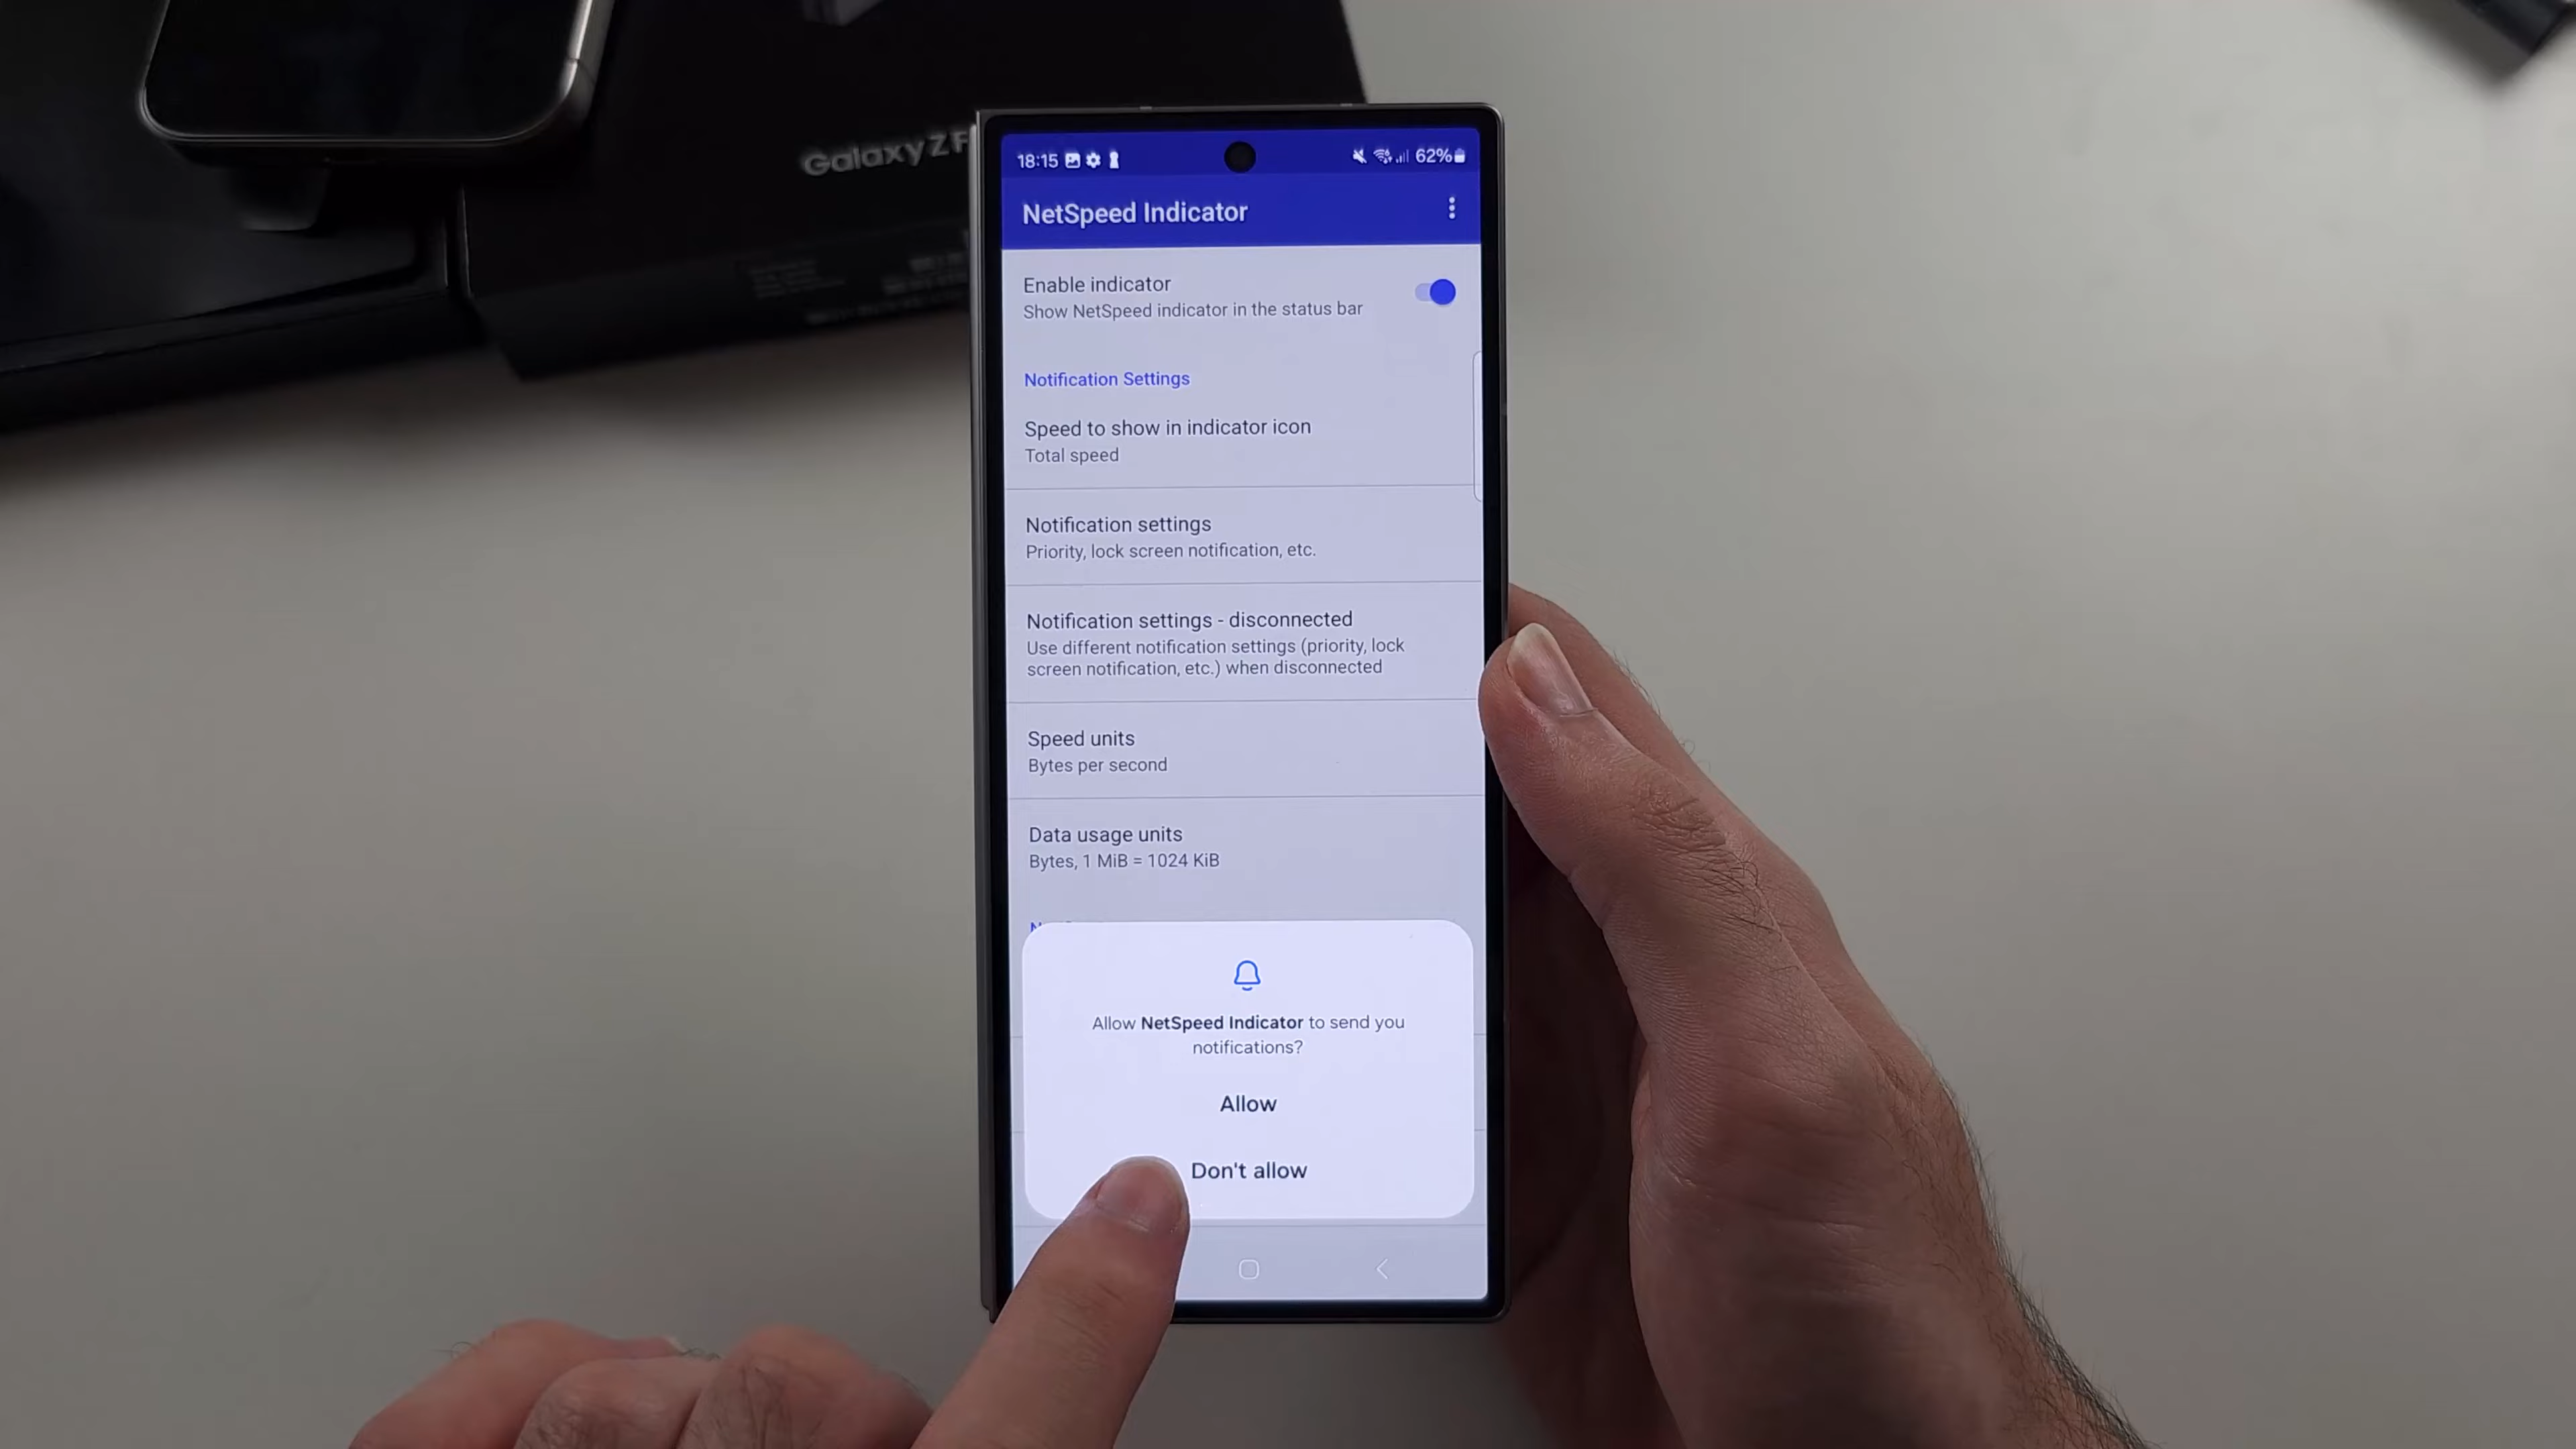 Galaxy Z F
18:15
62%
NetSpeed Indicator
Enable indicator
Show NetSpeed indicator in the status bar
Notification Settings
Speed to show in indicator icon
Total speed
Notification settings
Priority, lock screen notification, etc.
Notification settings - disconnected
Use different notification settings (priority, lock
screen notification, etc.) when disconnected
Speed units
Bytes per second
Data usage units
Bytes, 1 MiB = 1024 KiB
Allow NetSpeed Indicator to send you
notifications?
Allow
Don't allow